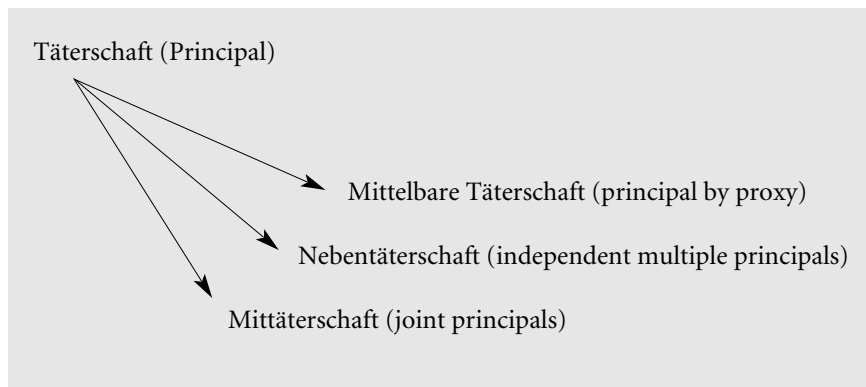 Täterschaft (Principal)
Mittelbare Täterschaft (principal by proxy)
Nebentäterschaft (independent multiple principals)
Mittäterschaft (joint principals)